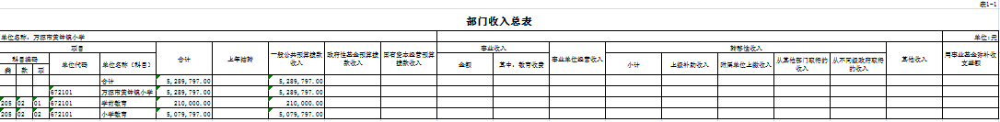 表1-1
部门收入总表
单位名称：万源市黄钟镇小学 单位:元
项目 合计 上年结转 一般公共预算拨款收入 政府性基金预算拨款收入 国有资本经营预算拨款收入 事业收入 事业单位经营收入 转移性收入 其他收入 用事业基金弥补收支差额
科目编码 单位代码 单位名称（科目） 金额 其中：教育收费 小计 上级补助收入 附属单位上缴收入 从其他部门取得的收入 从不同级政府取得的收入
类 款 项
合计 5,289,797.00 5,289,797.00
672101 万源市黄钟镇小学 5,289,797.00 5,289,797.00
205 02 01 672101 学前教育 210,000.00 210,000.00
205 02 02 672101 小学教育 5,079,797.00 5,079,797.00